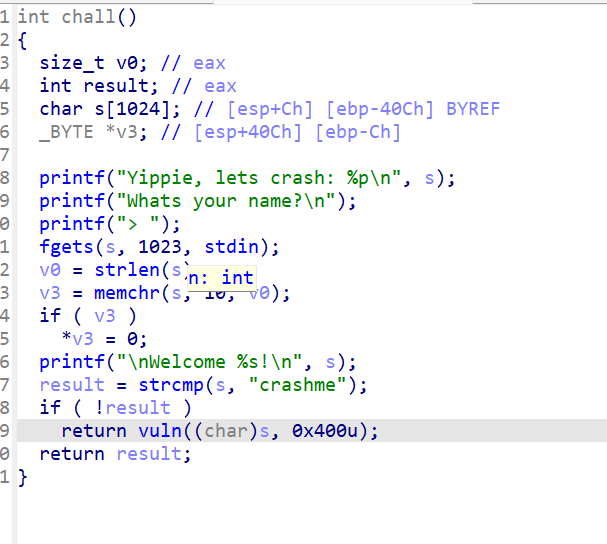 1 int chall()
2 {
3   size_t v0; // eax
4   int result; // eax
5   char s[1024]; // [esp+Ch] [ebp-40Ch] BYREF
6   _BYTE *v3; // [esp+40Ch] [ebp-Ch]
7
8   printf("Yippie, lets crash: %p\n", s);
9   printf("Whats your name?\n");
0   printf("> ");
1   fgets(s, 1023, stdin);
2   v0 = strlen(s n: int
3   v3 = memchr(s, 10, v0);
4   if ( v3 )
5     *v3 = 0;
6   printf("\nWelcome %s!\n", s);
7   result = strcmp(s, "crashme");
8   if ( !result )
9     return vuln((char)s, 0x400u);
0   return result;
1 }